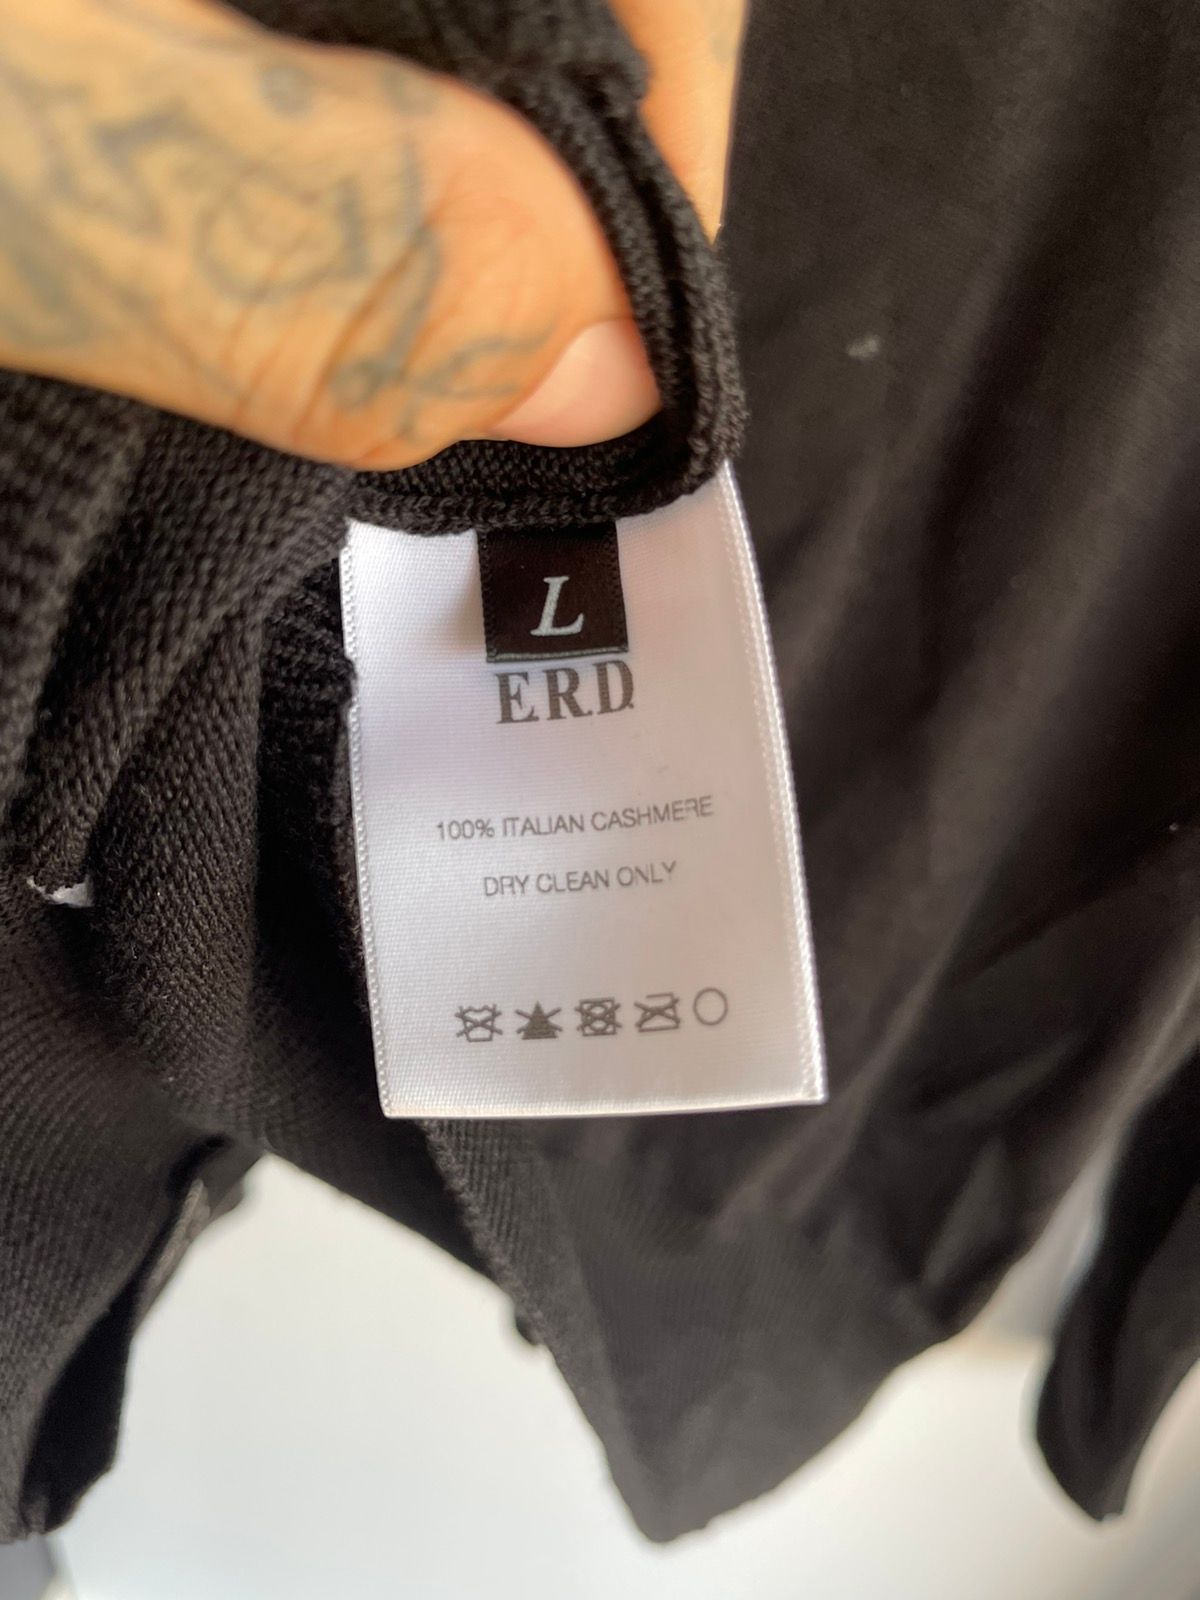 L
ERD
100% ITALIAN CASHMERE
DRY CLEAN ONLY